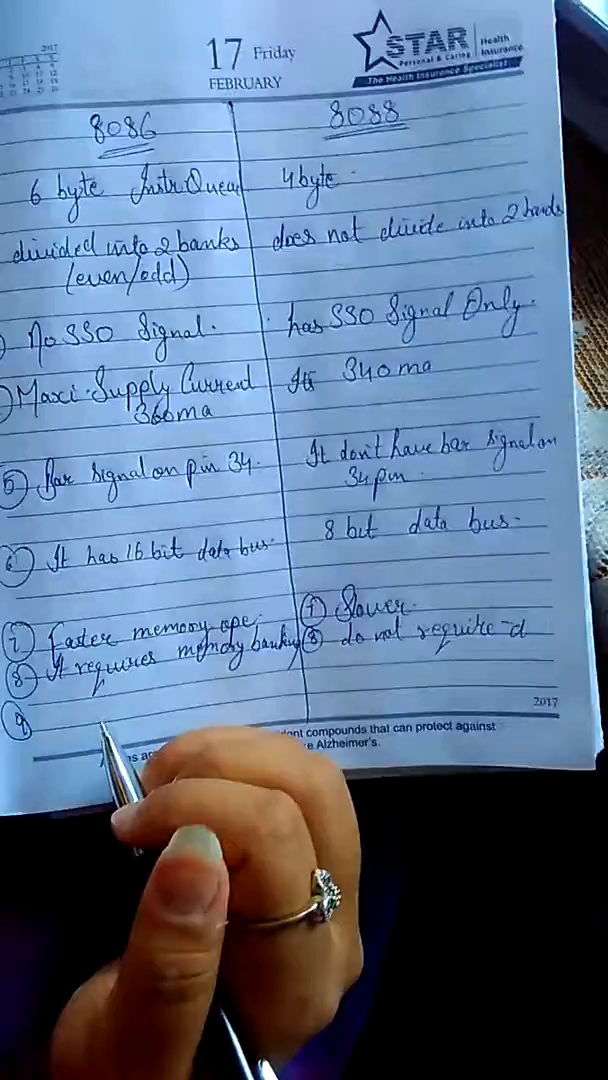 2017
17 Friday
FEBRUARY
STAR Health Insurance
Personal & Caring
The Health Insurance Specialist
8086 8088
6 byte Instr Queue 4 byte
divided into 2 banks does not divide into 2 banks
(even/odd)
No SSO Signal. has SSO Signal Only.
Maxi. Supply Current Its 340ma
360ma
5 Bar signal on pin 34. It don't have bar signal on
34 pin.
6 It has 16 bit data bus. 8 bit data bus.
7 Faster memory ope. 7 Slower.
8 It requires memory banking 8 do not require-d
9
2017
compounds that can protect against
Alzheimer's.